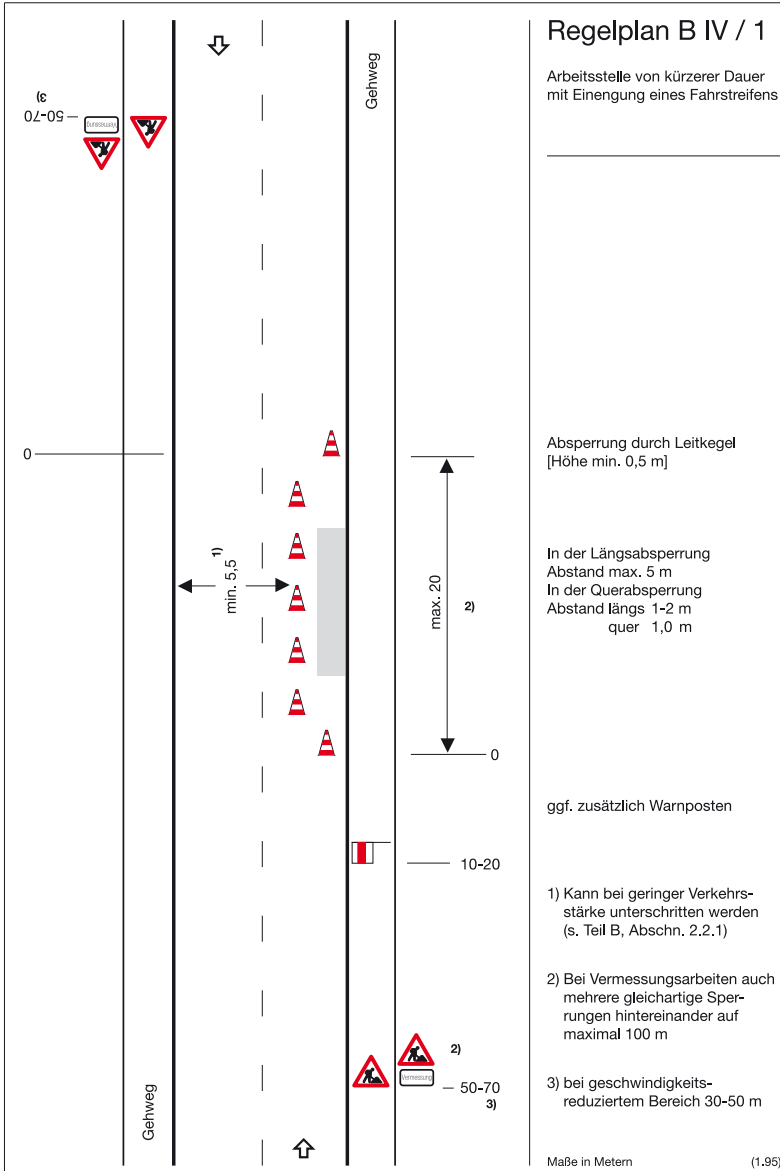 Regelplan B IV / 1
Arbeitsstelle von kürzerer Dauer
mit Einengung eines Fahrstreifens
Gehweg
50-70
3)
Vermessung
0
Absperrung durch Leitkegel
[Höhe min. 0,5 m]
1)
min. 5,5
max. 20
2)
In der Längsabsperrung
Abstand max. 5 m
In der Querabsperrung
Abstand längs 1-2 m
quer 1,0 m
0
ggf. zusätzlich Warnposten
10-20
1) Kann bei geringer Verkehrs-
stärke unterschritten werden
(s. Teil B, Abschn. 2.2.1)
2) Bei Vermessungsarbeiten auch
mehrere gleichartige Sper-
rungen hintereinander auf
maximal 100 m
2)
Vermessung
50-70
3)
3) bei geschwindigkeits-
reduziertem Bereich 30-50 m
Gehweg
Maße in Metern (1.95)